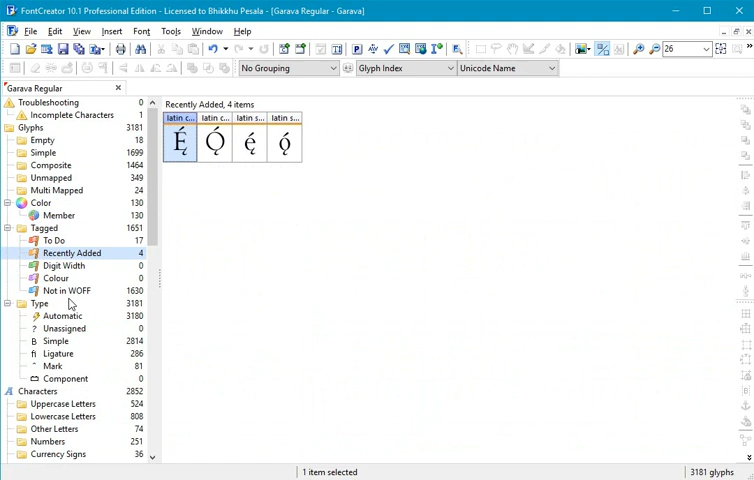 FontCreator 10.1 Professional Edition - Licensed to Bhikkhu Pesala - [Garava Regular - Garava]
File Edit View Insert Font Tools Window Help
26
No Grouping Glyph Index Unicode Name
Garava Regular
Troubleshooting 0
Incomplete Characters 1
Glyphs 3181
Empty 18
Simple 1699
Composite 1464
Unmapped 349
Multi Mapped 24
Color 130
Member 130
Tagged 1651
To Do 17
Recently Added 4
Digit Width 0
Colour 0
Not in WOFF 1630
Type 3181
Automatic 3180
Unassigned 0
Simple 2814
Ligature 286
Mark 81
Component 0
Characters 2852
Uppercase Letters 524
Lowercase Letters 808
Other Letters 74
Numbers 251
Currency Signs 36
Recently Added, 4 items
latin c... latin c... latin s... latin s...
Ę́ Ǫ́ ę́ ǫ́
1 item selected 3181 glyphs